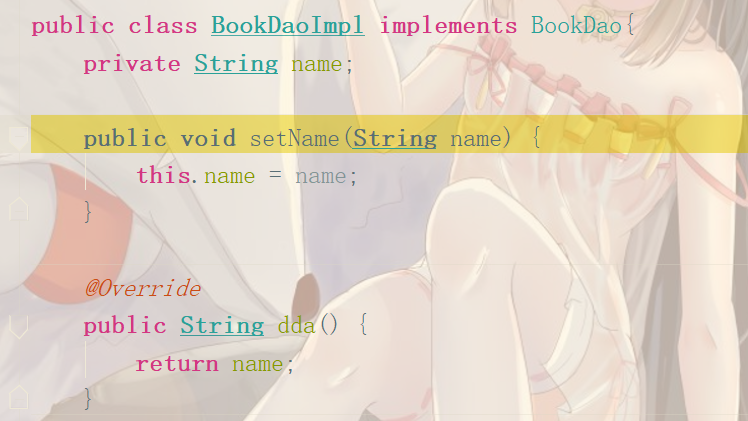 public class BookDaoImpl implements BookDao{
private String name;
public void setName(String name) {
this.name = name;
}
@Override
public String dda() {
return name;
}